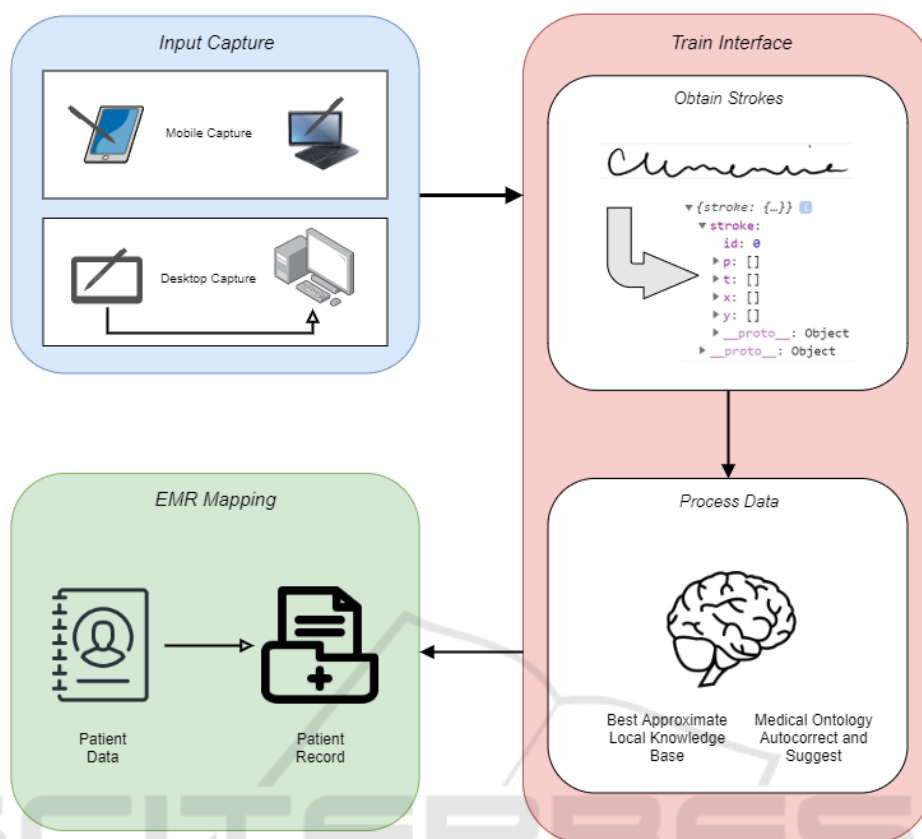 Input Capture
Mobile Capture
Desktop Capture
Train Interface
Obtain Strokes
▼{stroke: {…}} i
▼stroke:
id: 0
▶p: []
▶t: []
▶x: []
▶y: []
▶__proto__: Object
▶__proto__: Object
Process Data
Best Approximate
Local Knowledge
Base
Medical Ontology
Autocorrect and
Suggest
EMR Mapping
Patient
Data
Patient
Record